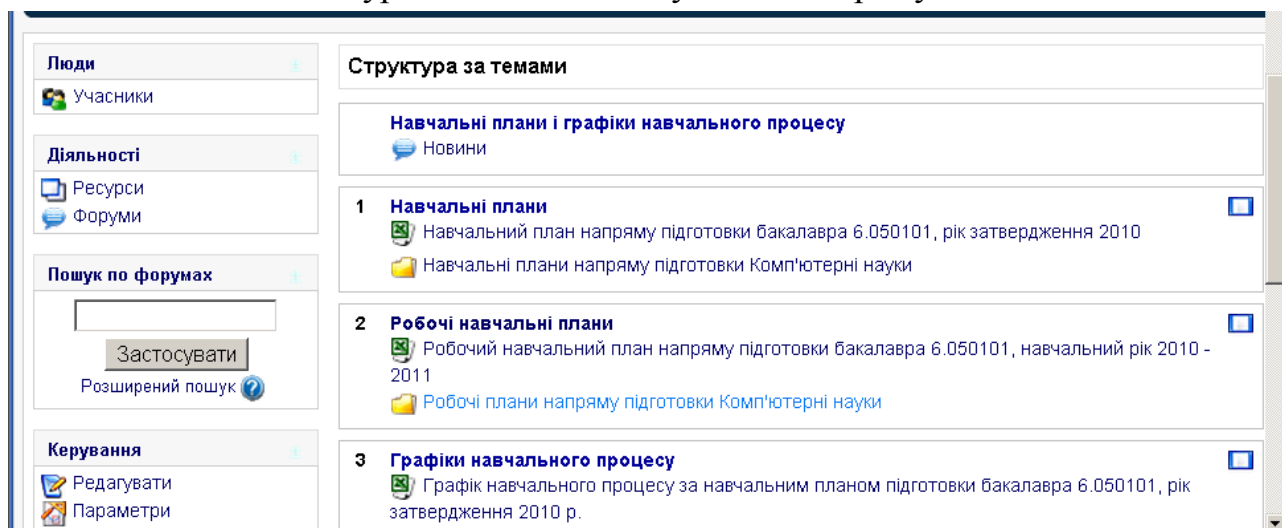 Люди
Учасники
Діяльності
Ресурси
Форуми
Пошук по форумах
Застосувати
Розширений пошук
Керування
Редагувати
Параметри
Структура за темами
Навчальні плани і графіки навчального процесу
Новини
1 Навчальні плани
Навчальний план напряму підготовки бакалавра 6.050101, рік затвердження 2010
Навчальні плани напряму підготовки Комп'ютерні науки
2 Робочі навчальні плани
Робочий навчальний план напряму підготовки бакалавра 6.050101, навчальний рік 2010 -
2011
Робочі плани напряму підготовки Комп'ютерні науки
3 Графіки навчального процесу
Графік навчального процесу за навчальним планом підготовки бакалавра 6.050101, рік
затвердження 2010 р.